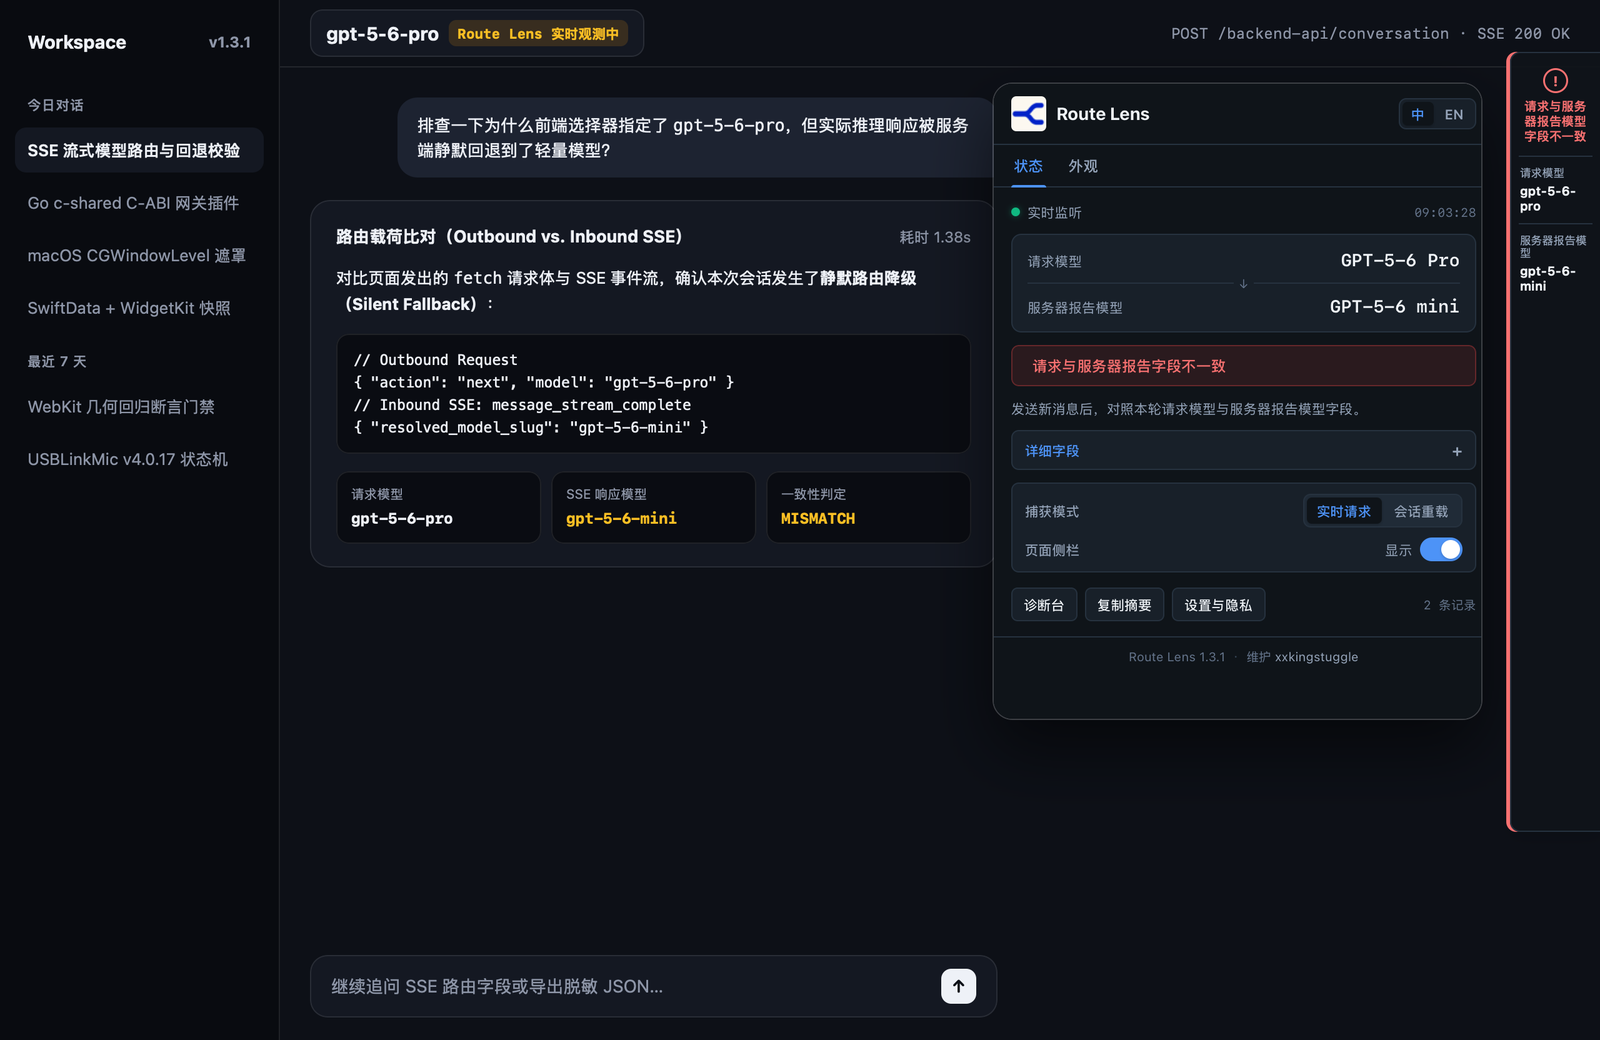 Workspace
v1.3.1
今日对话
SSE 流式模型路由与回退校验
Go c-shared C-ABI 网关插件
macOS CGWindowLevel 遮罩
SwiftData + WidgetKit 快照
最近 7 天
WebKit 几何回归断言门禁
USBLinkMic v4.0.17 状态机
gpt-5-6-pro
Route Lens 实时观测中
POST /backend-api/conversation · SSE 200 OK
排查一下为什么前端选择器指定了 gpt-5-6-pro，但实际推理响应被服务
端静默回退到了轻量模型?
路由载荷比对（Outbound vs. Inbound SSE）
耗时 1.38s
对比页面发出的 fetch 请求体与 SSE 事件流，确认本次会话发生了静默路由降级
（Silent Fallback）：
// Outbound Request
{ "action": "next", "model": "gpt-5-6-pro" }
// Inbound SSE: message_stream_complete
{ "resolved_model_slug": "gpt-5-6-mini" }
请求模型
gpt-5-6-pro
SSE 响应模型
gpt-5-6-mini
一致性判定
MISMATCH
继续追问 SSE 路由字段或导出脱敏 JSON...
Route Lens
中
EN
状态
外观
实时监听
09:03:28
请求模型
GPT-5-6 Pro
↓
服务器报告模型
GPT-5-6 mini
请求与服务器报告字段不一致
发送新消息后，对照本轮请求模型与服务器报告模型字段。
详细字段
+
捕获模式
实时请求
会话重载
页面侧栏
显示
诊断台
复制摘要
设置与隐私
2 条记录
Route Lens 1.3.1 · 维护 xxkingstuggle
请求与服务
器报告模型
字段不一致
请求模型
gpt-5-6-
pro
服务器报告模
型
gpt-5-6-
mini